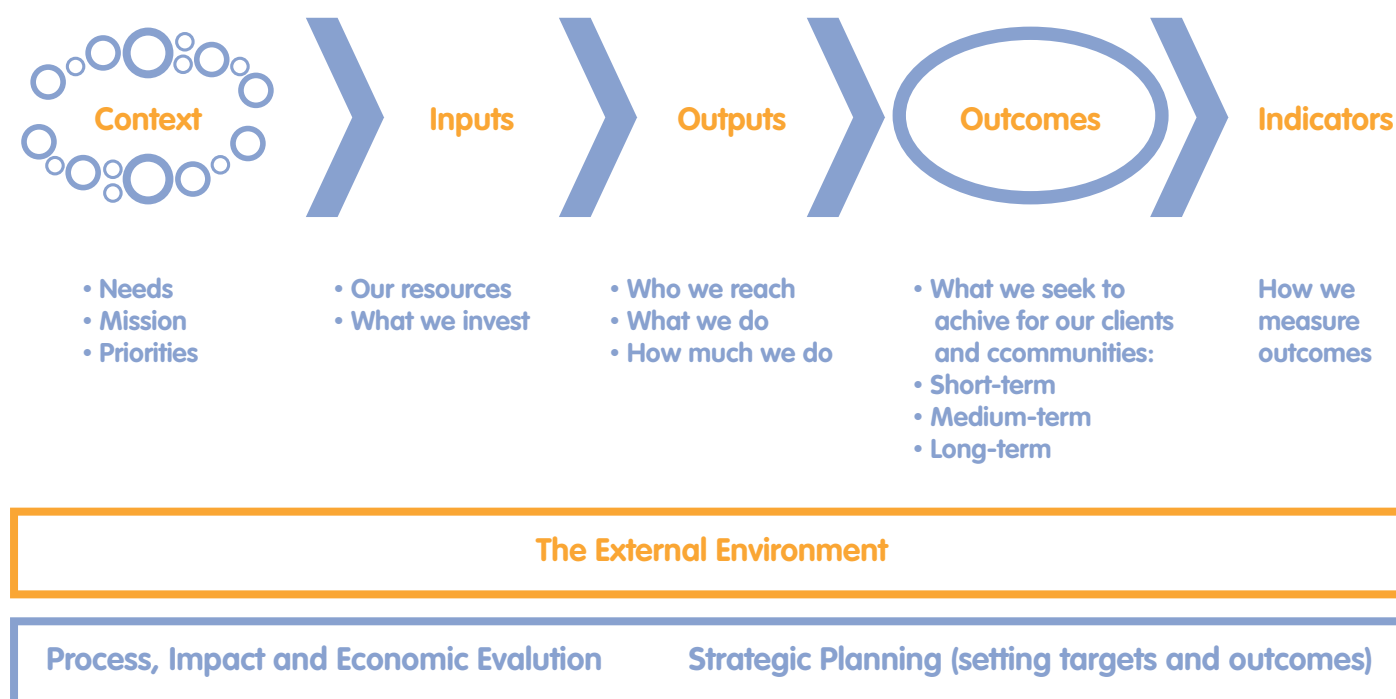 Context
Inputs
Outputs
Outcomes
Indicators
• Needs
• Mission
• Priorities
• Our resources
• What we invest
• Who we reach
• What we do
• How much we do
• What we seek to
achive for our clients
and ccommunities:
• Short-term
• Medium-term
• Long-term
How we
measure
outcomes
The External Environment
Process, Impact and Economic Evalution
Strategic Planning (setting targets and outcomes)